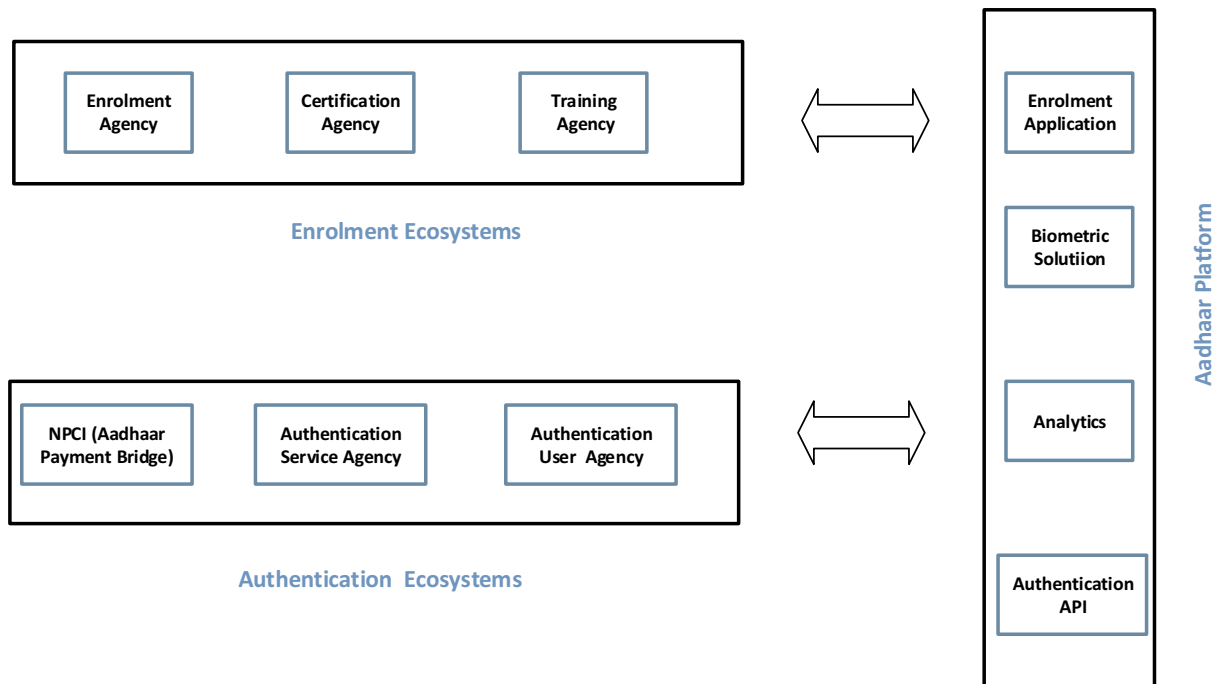 Enrolment
Agency
Certification
Agency
Training
Agency
Enrolment Ecosystems
NPCI (Aadhaar
Payment Bridge)
Authentication
Service Agency
Authentication
User Agency
Authentication Ecosystems
Enrolment
Application
Biometric
Solutiion
Analytics
Authentication
API
Aadhaar Platform